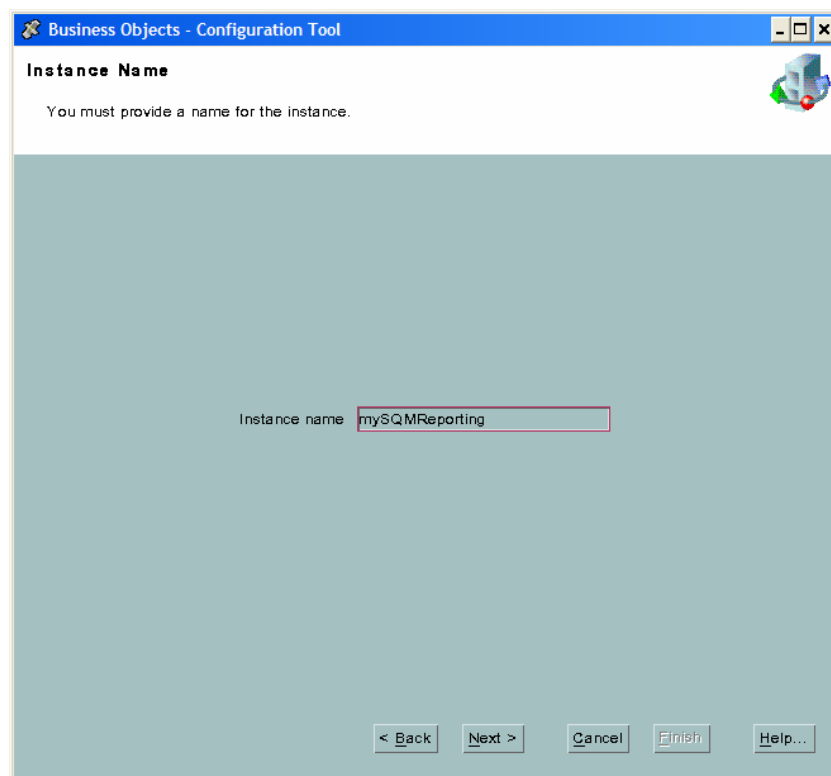 Business Objects - Configuration Tool
Instance Name
You must provide a name for the instance.
Instance name mySQMReporting
< Back Next > Cancel Finish Help...